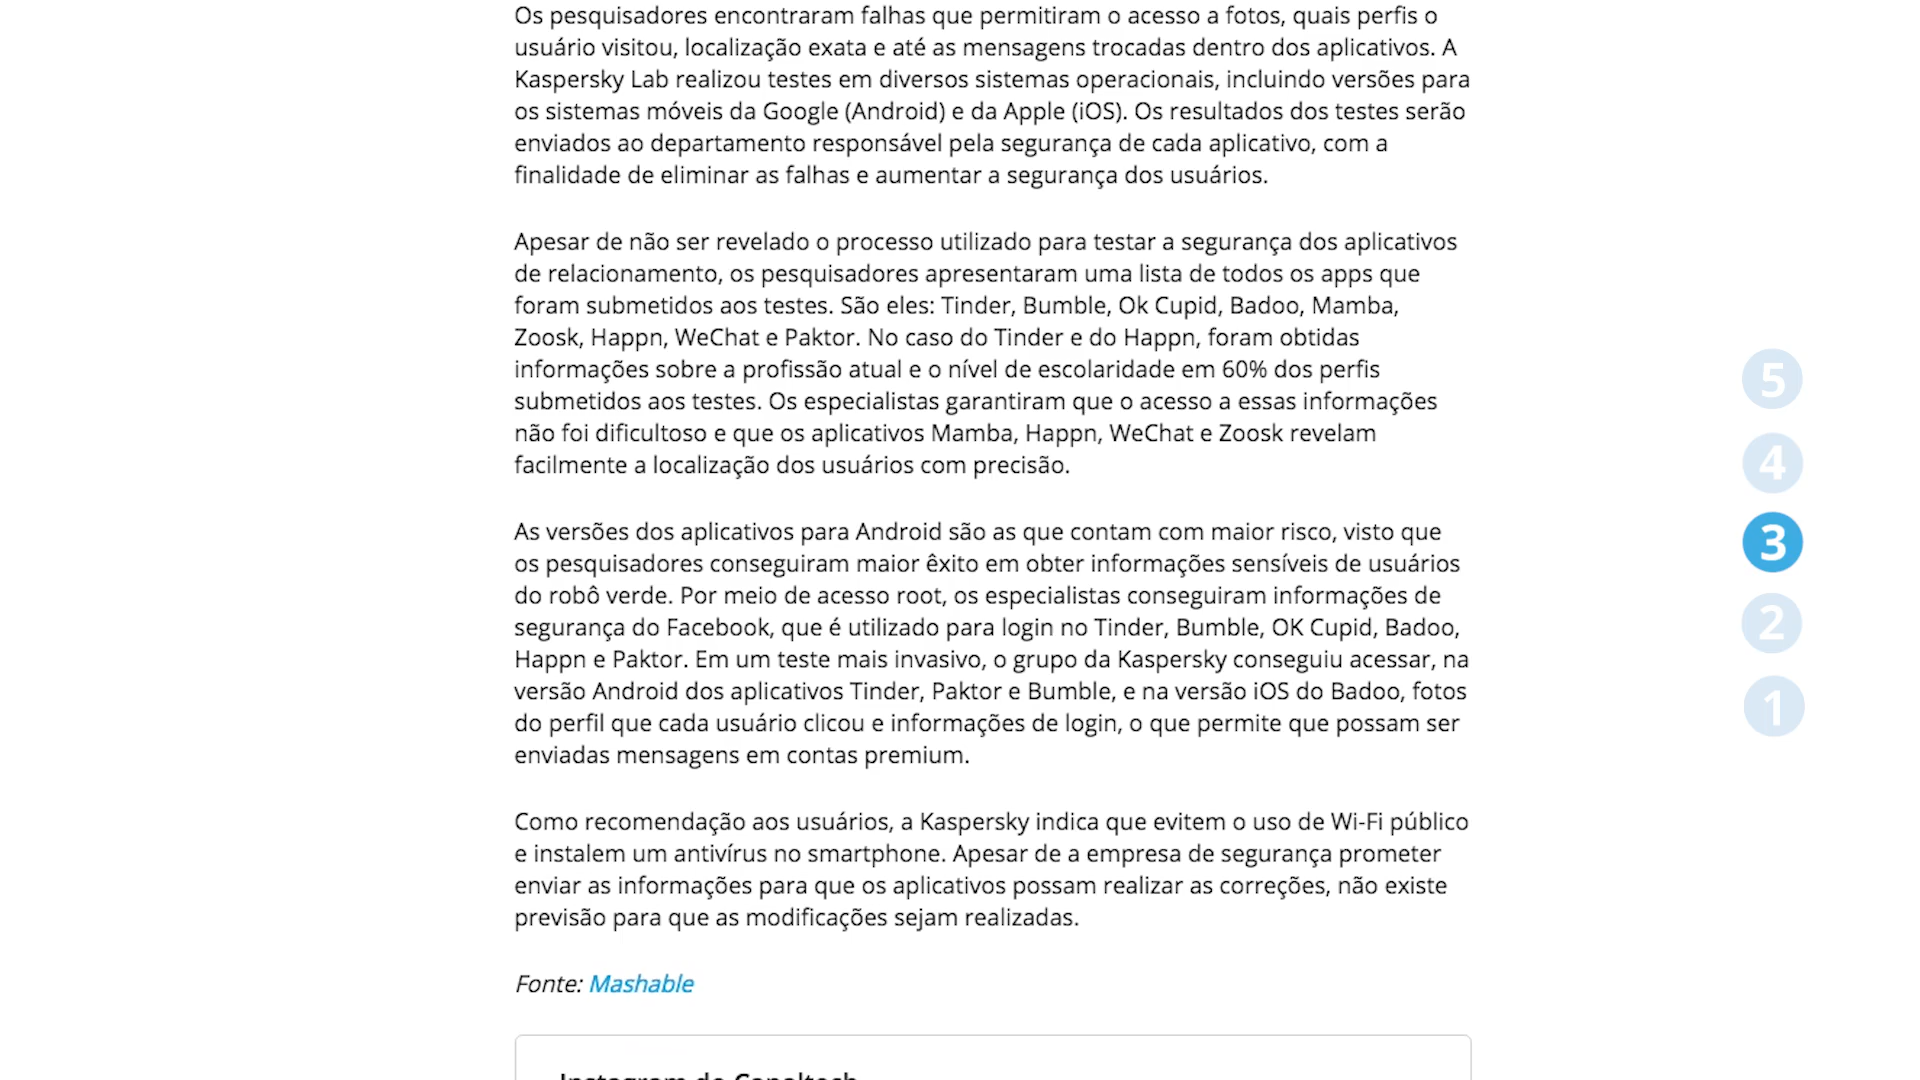 Os pesquisadores encontraram falhas que permitiram o acesso a fotos, quais perfis o
usuário visitou, localização exata e até as mensagens trocadas dentro dos aplicativos. A
Kaspersky Lab realizou testes em diversos sistemas operacionais, incluindo versões para
os sistemas móveis da Google (Android) e da Apple (iOS). Os resultados dos testes serão
enviados ao departamento responsável pela segurança de cada aplicativo, com a
finalidade de eliminar as falhas e aumentar a segurança dos usuários.
Apesar de não ser revelado o processo utilizado para testar a segurança dos aplicativos
de relacionamento, os pesquisadores apresentaram uma lista de todos os apps que
foram submetidos aos testes. São eles: Tinder, Bumble, Ok Cupid, Badoo, Mamba,
Zoosk, Happn, WeChat e Paktor. No caso do Tinder e do Happn, foram obtidas
informações sobre a profissão atual e o nível de escolaridade em 60% dos perfis
submetidos aos testes. Os especialistas garantiram que o acesso a essas informações
não foi dificultoso e que os aplicativos Mamba, Happn, WeChat e Zoosk revelam
facilmente a localização dos usuários com precisão.
As versões dos aplicativos para Android são as que contam com maior risco, visto que
os pesquisadores conseguiram maior êxito em obter informações sensíveis de usuários
do robô verde. Por meio de acesso root, os especialistas conseguiram informações de
segurança do Facebook, que é utilizado para login no Tinder, Bumble, OK Cupid, Badoo,
Happn e Paktor. Em um teste mais invasivo, o grupo da Kaspersky conseguiu acessar, na
versão Android dos aplicativos Tinder, Paktor e Bumble, e na versão iOS do Badoo, fotos
do perfil que cada usuário clicou e informações de login, o que permite que possam ser
enviadas mensagens em contas premium.
Como recomendação aos usuários, a Kaspersky indica que evitem o uso de Wi-Fi público
e instalem um antivírus no smartphone. Apesar de a empresa de segurança prometer
enviar as informações para que os aplicativos possam realizar as correções, não existe
previsão para que as modificações sejam realizadas.
Fonte: Mashable
Instagram do Canaltech
5
4
3
2
1